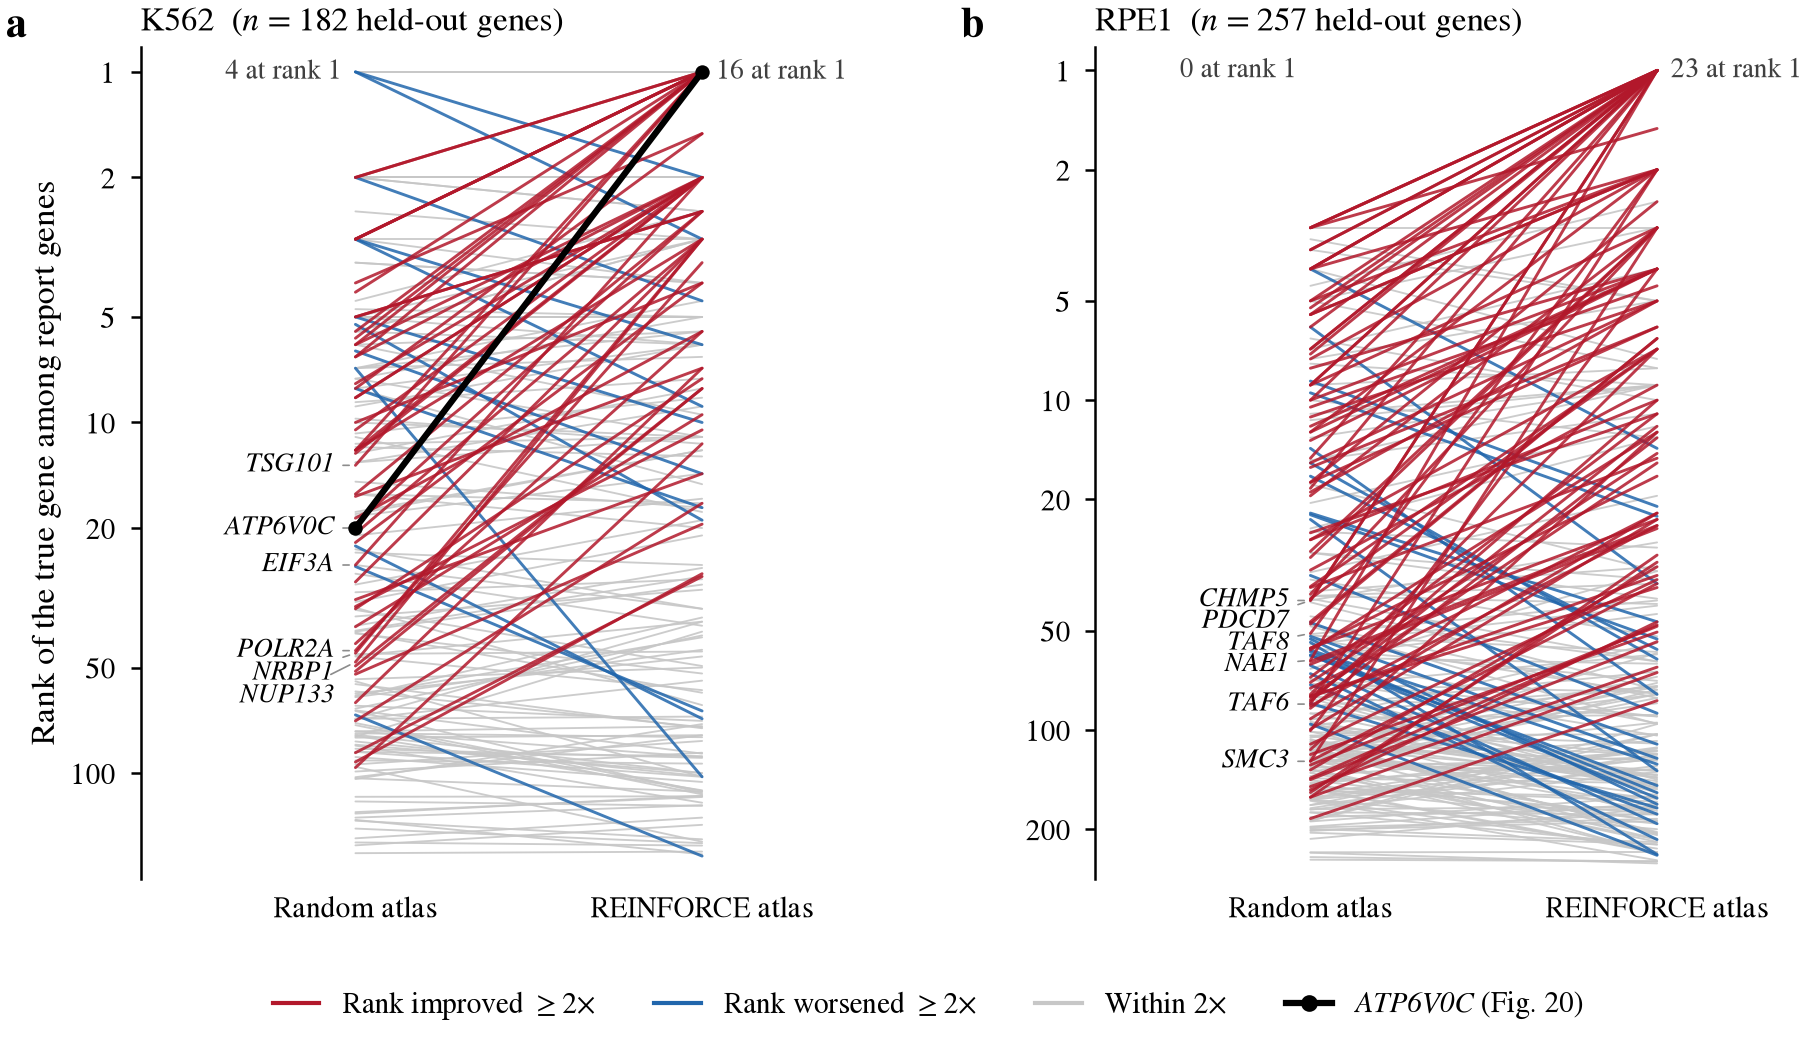 a
K562 (n = 182 held-out genes)
4 at rank 1
16 at rank 1
Rank of the true gene among report genes
1
2
5
10
20
50
100
TSG101
ATP6V0C
EIF3A
POLR2A
NRBP1
NUP133
Random atlas
REINFORCE atlas
b
RPE1 (n = 257 held-out genes)
0 at rank 1
23 at rank 1
1
2
5
10
20
50
100
200
CHMP5
PDCD7
TAF8
NAE1
TAF6
SMC3
Random atlas
REINFORCE atlas
Rank improved ≥ 2×
Rank worsened ≥ 2×
Within 2×
ATP6V0C (Fig. 20)